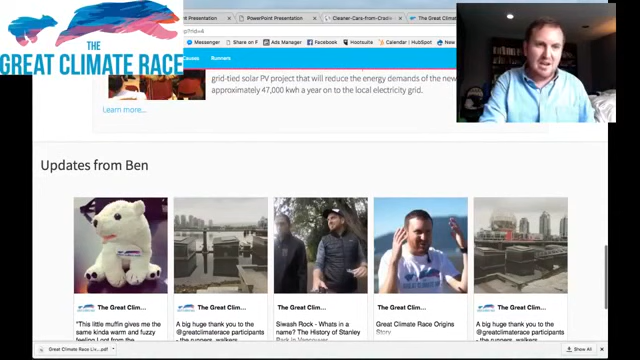 t Presentation
PowerPoint Presentation
Cleaner-Cars-from-Cradl
The Great Clima
Messenger
Share on F
Ad Manager
Facebook
Hootsuite
Calendar | HubSpot
Causes
Runners
THE
GREAT CLIMATE RACE
grid-tied solar PV project that will reduce the energy demands of the new
approximately 47,000 kwh a year on to the local electricity grid.
Learn more...
Updates from Ben
The Great Clim...
"This little muffin gives me the
same kinda warm and fuzzy
The Great Clim...
A big huge thank you to the
@greatclimaterace participants
- the runners, walkers
The Great Clim...
Siwash Rock - Whats in a
name? The History of Stanley
Park in Vancouver
The Great Clim...
Great Climate Race Origins
Story
The Great Clim...
A big huge thank you to the
@greatclimaterace participants
- the runners, walkers
Great Climate Race Liv....pdf
Show All